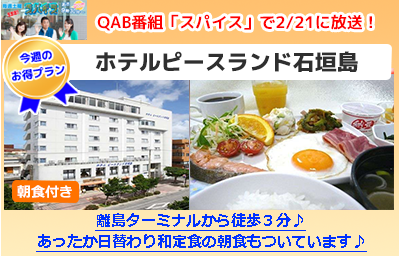 QAB番組「スパイス」で2/21に放送！
今週の
お得プラン
ホテルピースランド石垣島
朝食付き
離島ターミナルから徒歩３分♪
あったか日替わり和定食の朝食もついています♪